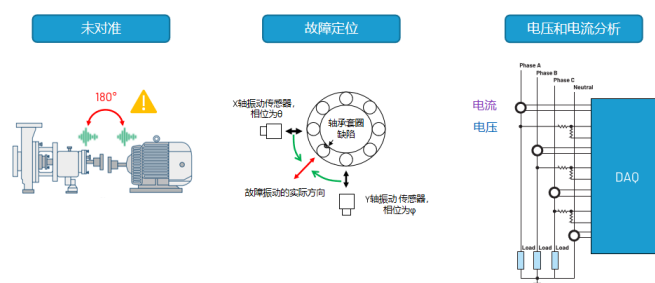 未对准
故障定位
电压和电流分析
180°
X轴振动传感器，
相位为θ
轴承套圈
缺陷
故障振动的实际方向
Y轴振动传感器，
相位为φ
Phase A
Phase B
Phase C
Neutral
电流
电压
DAQ
Load
Load
Load